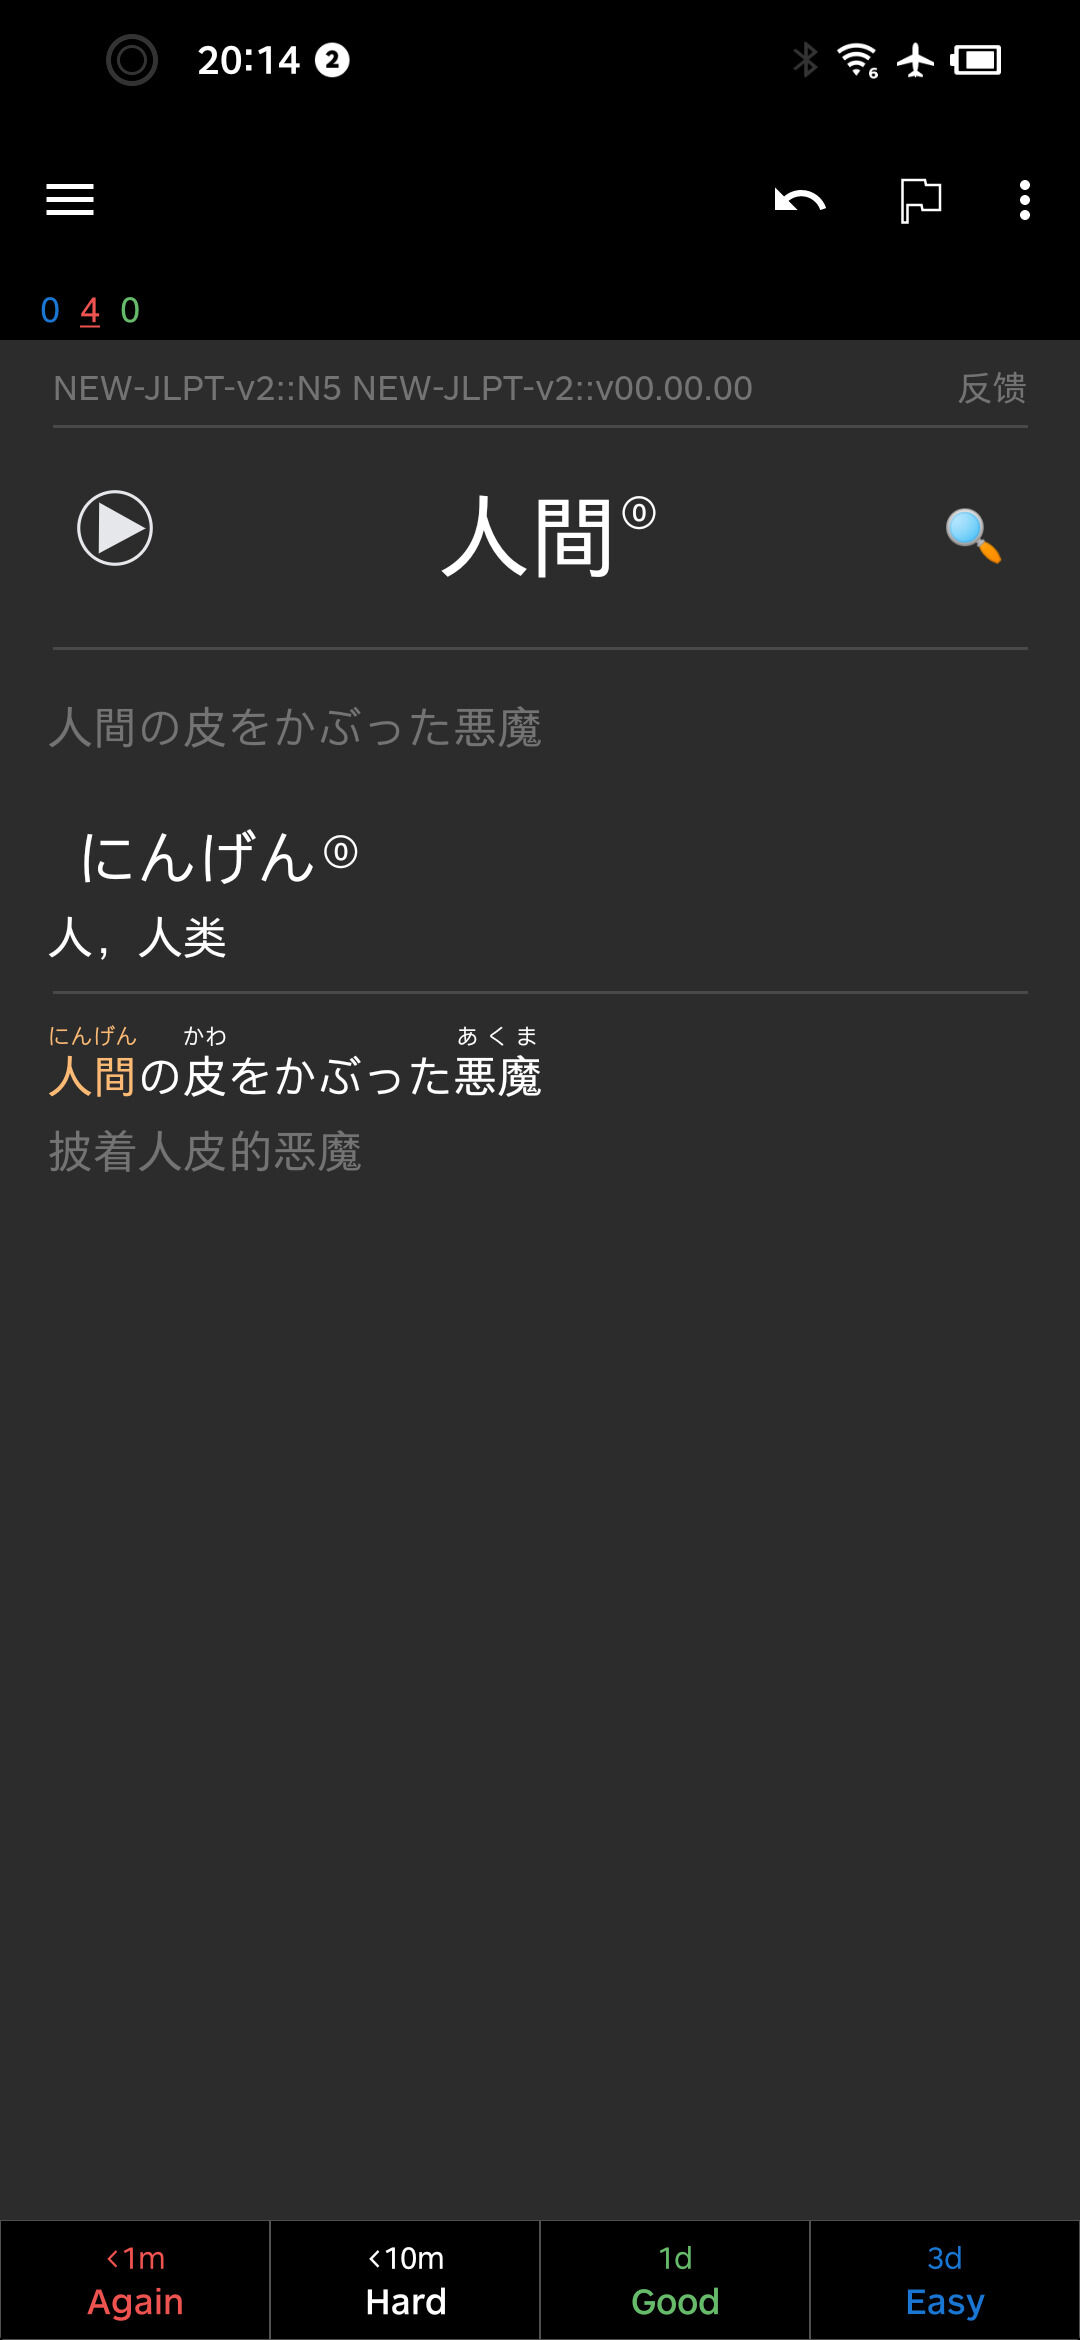 20:14 2
6
0 4 0
NEW-JLPT-v2::N5 NEW-JLPT-v2::v00.00.00 反馈
人間⓪
人間の皮をかぶった悪魔
にんげん⓪
人，人类
にんげん かわ あくま
人間の皮をかぶった悪魔
披着人皮的恶魔
<1m <10m 1d 3d
Again Hard Good Easy